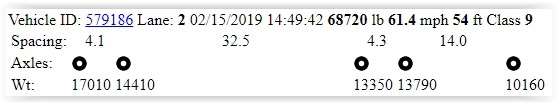 Vehicle ID: 579186 Lane: 2 02/15/2019 14:49:42 68720 lb 61.4 mph 54 ft Class 9
Spacing: 4.1 32.5 4.3 14.0
Axles:
Wt: 17010 14410 13350 13790 10160